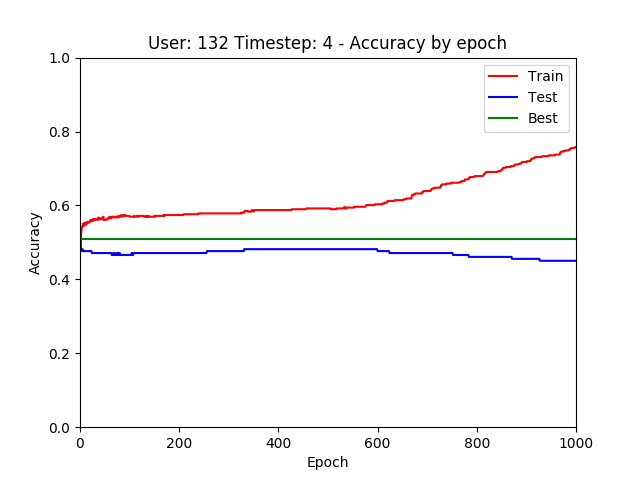 User: 132 Timestep: 4 - Accuracy by epoch
Accuracy
1.0
0.8
0.6
0.4
0.2
0.0
Train
Test
Best
0 200 400 600 800 1000
Epoch